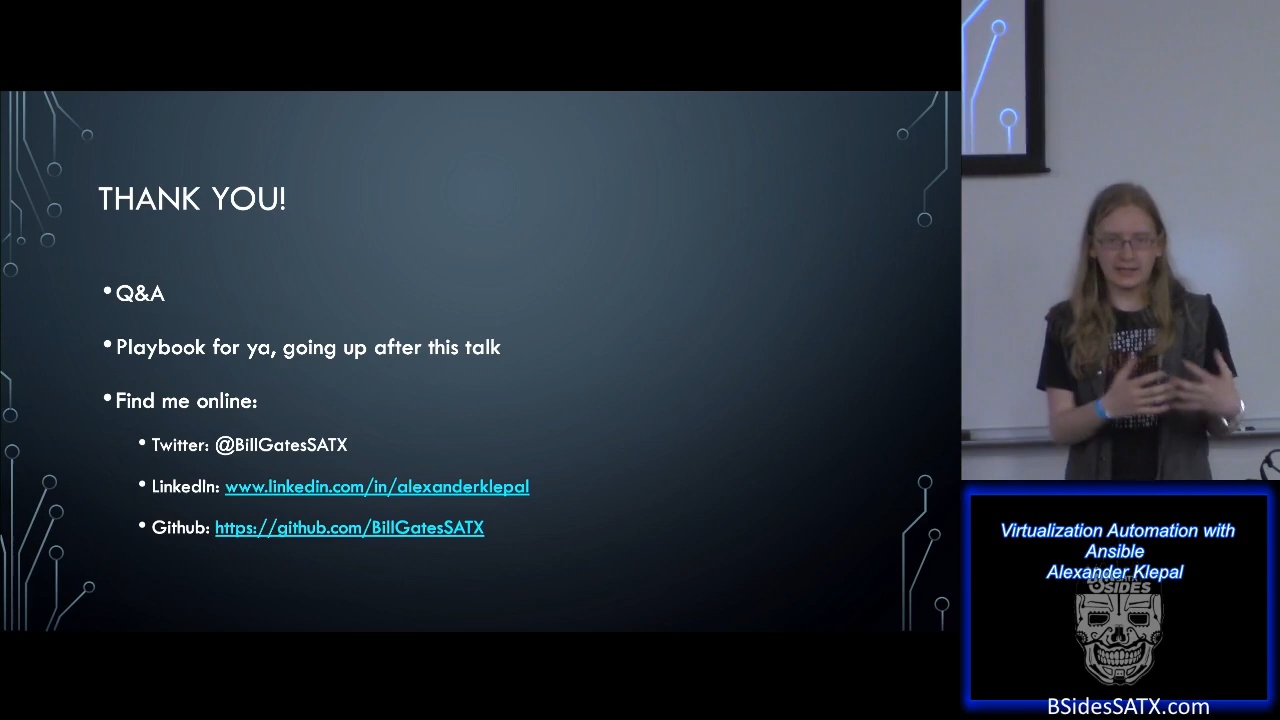 THANK YOU!
•Q&A
•Playbook for ya, going up after this talk
•Find me online:
• Twitter: @BillGatesSATX
• LinkedIn: www.linkedin.com/in/alexanderklepal
• Github: https://github.com/BillGatesSATX
Virtualization Automation with
Ansible
Alexander Klepal
BSIDES
BSidesSATX.com